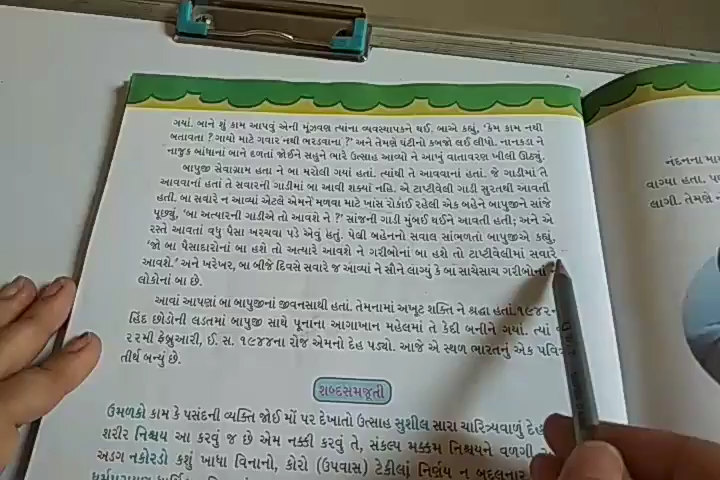 ગયાં. બાને શું કામ આપવું એની મૂંઝવણ ત્યાંના વ્યવસ્થાપકને થઈ. બાએ કહ્યું, ‘કેમ કામ નથી
બતાવતા ? ગાયો માટે ગવાર નથી ભરડવાના ?’ અને તેમણે ઘંટીનો કબજો લઈ લીધો. નાનકડા ને
નાજુક બાંધાનાં બાને દળતાં જોઈને સહુને ભારે ઉત્સાહ આવ્યો ને આખું વાતાવરણ ખીલી ઊઠ્યું.
બાપુજી સેવાગ્રામ હતા ને બા મરોલી ગયાં હતાં. ત્યાંથી તે આવવાનાં હતાં. જે ગાડીમાં તે
આવવાનાં હતાં તે સવારની ગાડીમાં બા આવી શક્યાં નહિ. એ ટાપ્ટીવેલી ગાડી સુરતથી આવતી
હતી. બા સવારે ન આવ્યાં એટલે એમને મળવા માટે ખાસ રોકાઈ રહેલી એક બહેને બાપુજીને સાંજે
પૂછ્યું, ‘બા અત્યારની ગાડીએ તો આવશે ને ?’ સાંજની ગાડી મુંબઈ થઈને આવતી હતી; અને એ
રસ્તે આવતાં વધુ પૈસા ખરચવા પડે એવું હતું. પેલી બહેનનો સવાલ સાંભળતાં બાપુજીએ કહ્યું,
‘જો બા પૈસાદારોનાં બા હશે તો અત્યારે આવશે ને ગરીબોનાં બા હશે તો ટાપ્ટીવેલીમાં સવારે
આવશે.’ અને ખરેખર, બા બીજે દિવસે સવારે જ આવ્યાં ને સૌને લાગ્યું કે બા સાચેસાચ ગરીબોનાં
લોકોનાં બા છે.
આવાં આપણાં બા બાપુજીનાં જીવનસાથી હતાં. તેમનામાં અખૂટ શક્તિ ને શ્રદ્ધા હતાં. ૧૯૪૨ની
હિંદ છોડોની લડતમાં બાપુજી સાથે પૂનાના આગાખાન મહેલમાં તે કેદી બનીને ગયાં. ત્યાં
૨૨મી ફેબ્રુઆરી, ઈ. સ. ૧૯૪૪ના રોજ એમનો દેહ પડ્યો. આજે એ સ્થળ ભારતનું એક
તીર્થ બન્યું છે.
શબ્દસમજૂતી
ઉમળકો કામ કે પસંદની વ્યક્તિ જોઈ મોં પર દેખાતો ઉત્સાહ સુશીલ સારા ચારિત્ર્યવાળું દેહ
શરીર નિશ્ચય આ કરવું જ છે એમ નક્કી કરવું તે, સંકલ્પ મક્કમ નિશ્ચયને વળગી
અડગ નકોરડો કશું ખાધા વિનાનો, કોરો (ઉપવાસ) ટેકીલાં નિર્ણય ન બદલનાર
નંદનના
વાગ્યા હતા.
લાગી. તેમણે